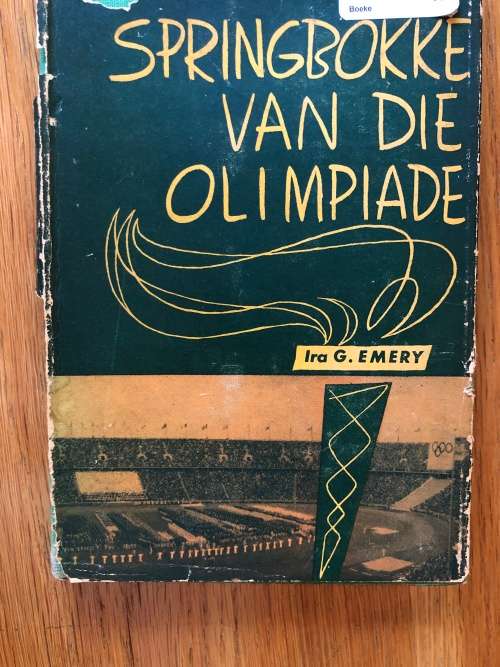 Boeke
SPRINGBOKKE
VAN DIE
OLIMPIADE
Ira G. EMERY